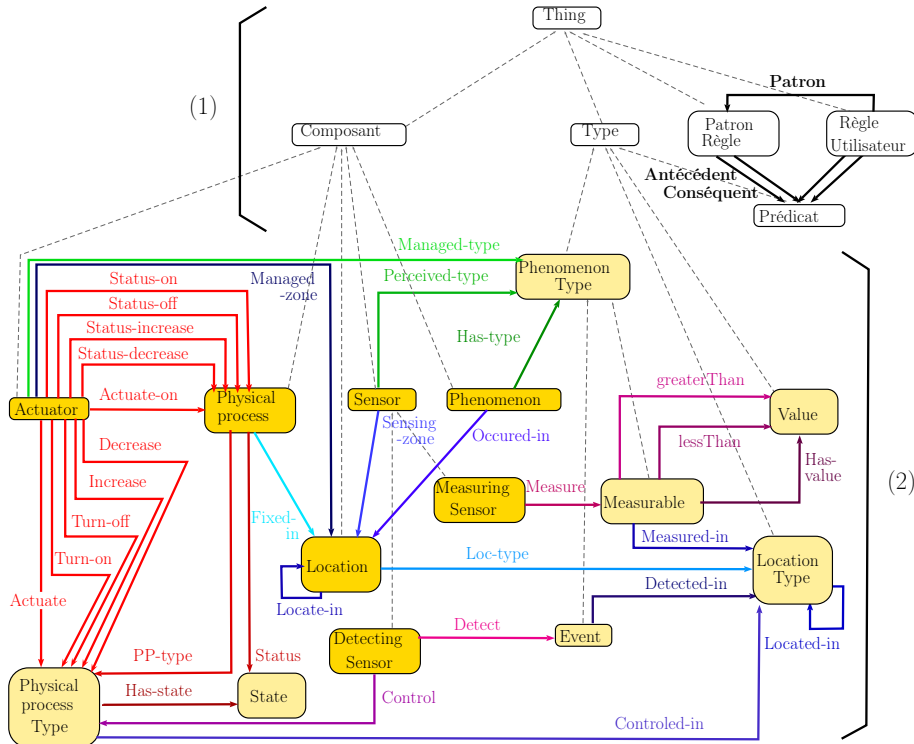 Thing
Patron
(1)
Composant
Type
Patron
Règle
Règle
Utilisateur
Antécédent
Conséquent
Prédicat
Managed-type
Managed
-zone
Perceived-type
Phenomenon
Type
Status-on
Status-off
Status-increase
Status-decrease
Has-type
greaterThan
Actuator
Actuate-on
Physical
process
Sensor
Phenomenon
Value
Sensing
-zone
Occured-in
lessThan
Decrease
Increase
Turn-off
Turn-on
Actuate
Has-
value
(2)
Measuring
Sensor
Measure
Measurable
Fixed-
in
Measured-in
Location
Loc-type
Location
Type
Locate-in
Detected-in
Detecting
Sensor
Detect
Event
Located-in
PP-type
Status
Physical
process
Type
Has-state
State
Control
Controled-in